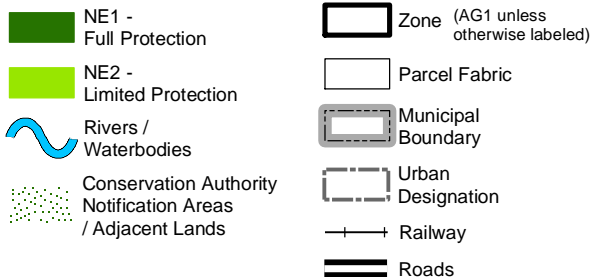 NE1 -
Full Protection
NE2 -
Limited Protection
Rivers /
Waterbodies
Conservation Authority
Notification Areas
/ Adjacent Lands
Zone (AG1 unless
otherwise labeled)
Parcel Fabric
Municipal
Boundary
Urban
Designation
Railway
Roads